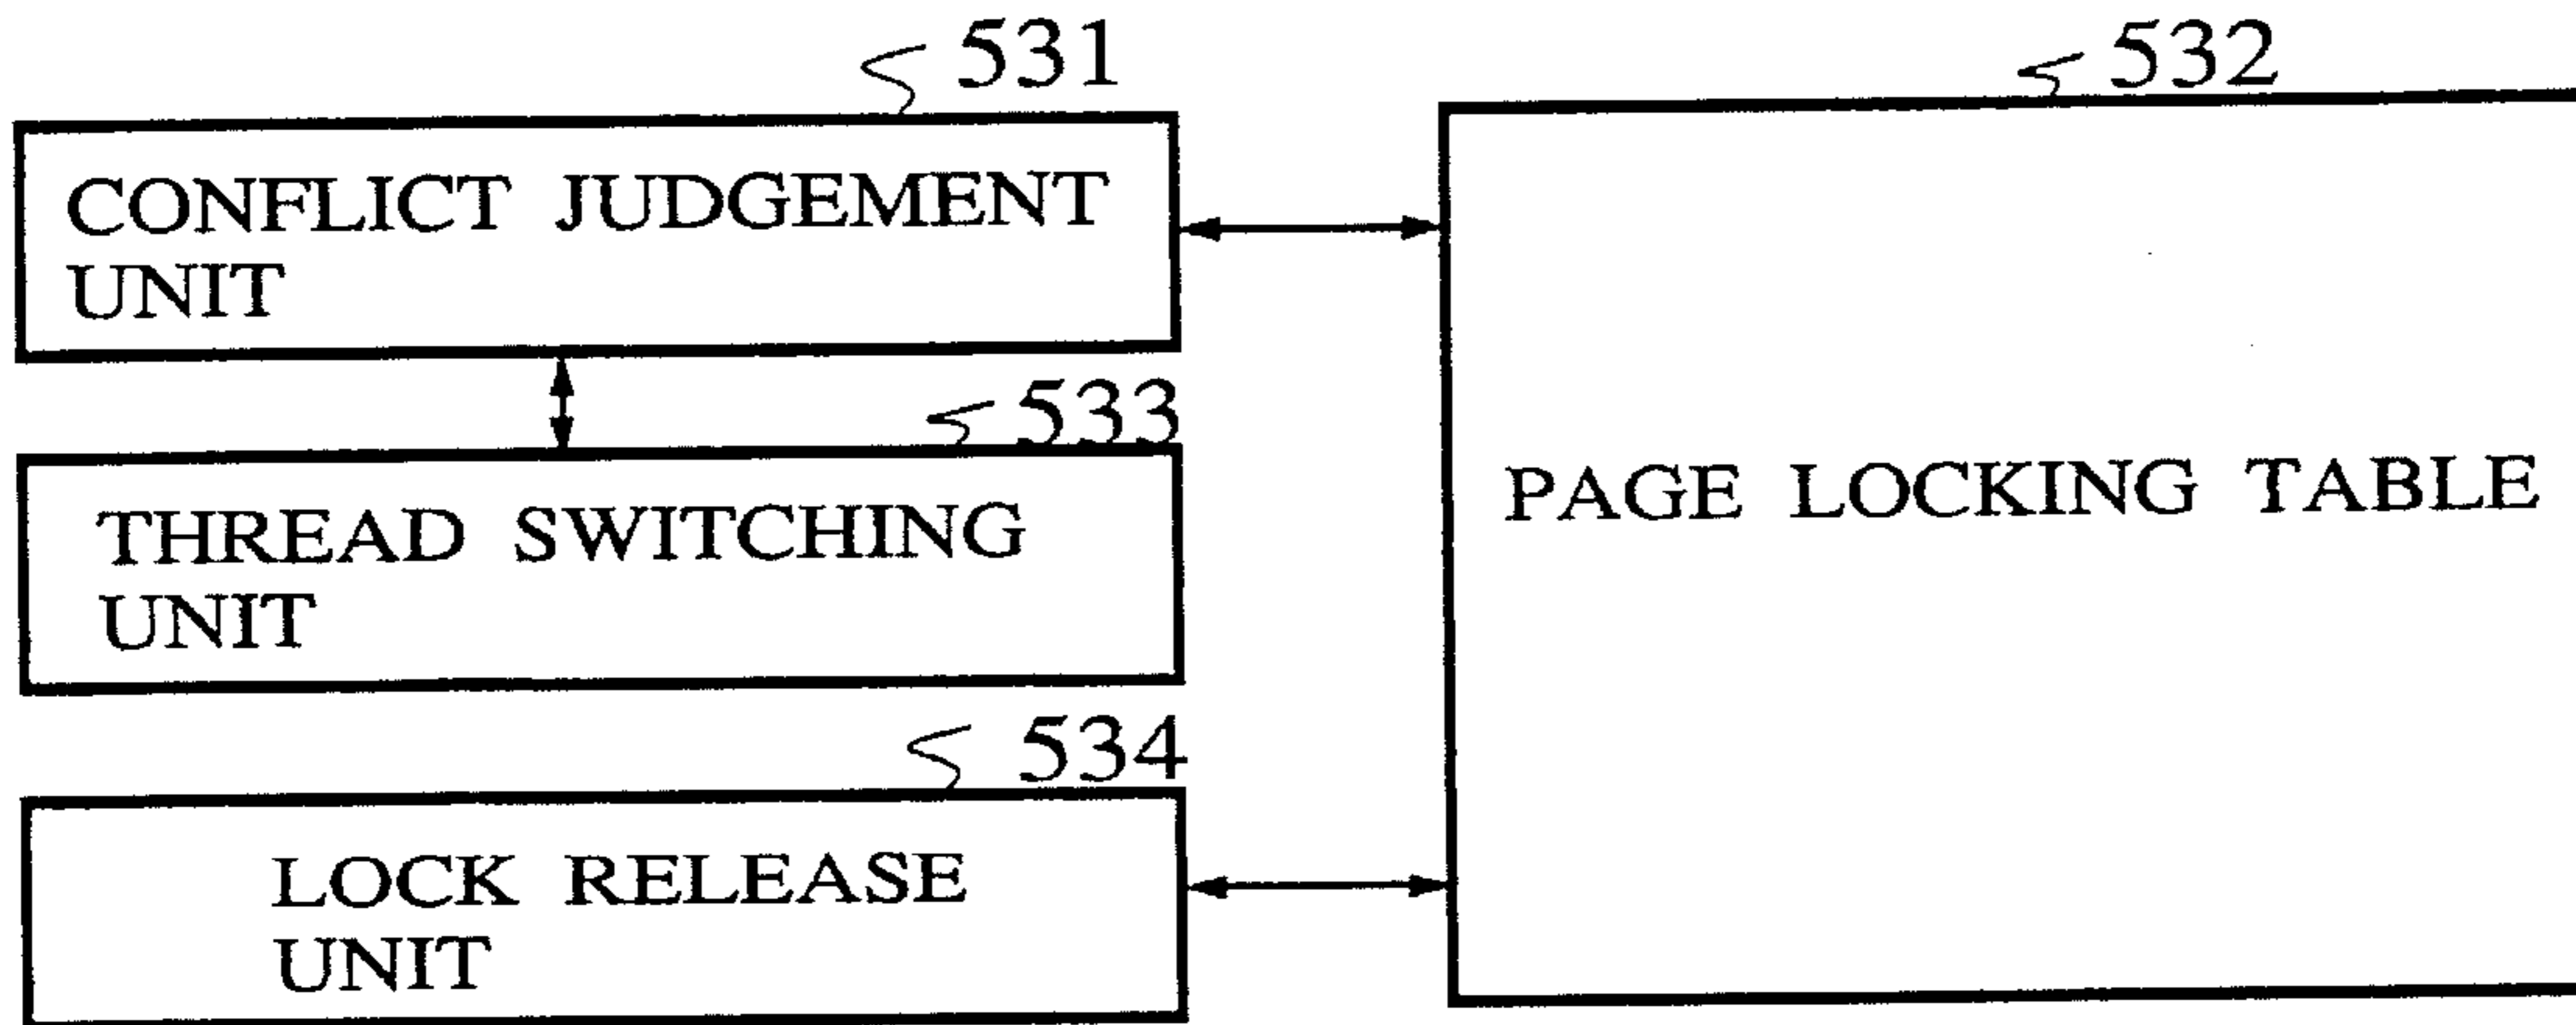 531
532
CONFLICT JUDGEMENT
UNIT
533
THREAD SWITCHING
UNIT
PAGE LOCKING TABLE
534
LOCK RELEASE
UNIT